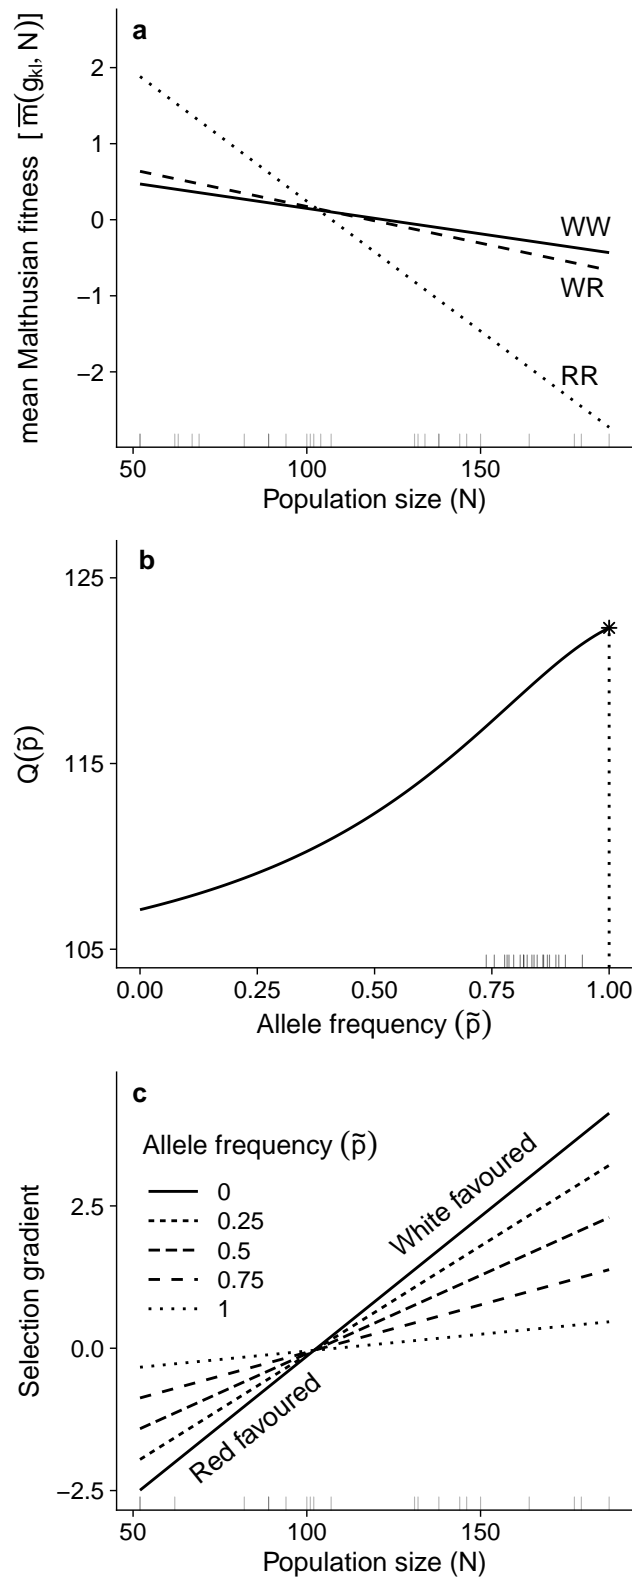 a
mean Malthusian fitness [ m̅(gₖₗ, N)]
2
1
0
−1
−2
WW
WR
RR
50 100 150
Population size (N)
b
Q(p̃)
125
115
105
0.00 0.25 0.50 0.75 1.00
Allele frequency (p̃)
c
Selection gradient
Allele frequency (p̃)
0
0.25
0.5
0.75
1
White favoured
Red favoured
2.5
0.0
−2.5
50 100 150
Population size (N)